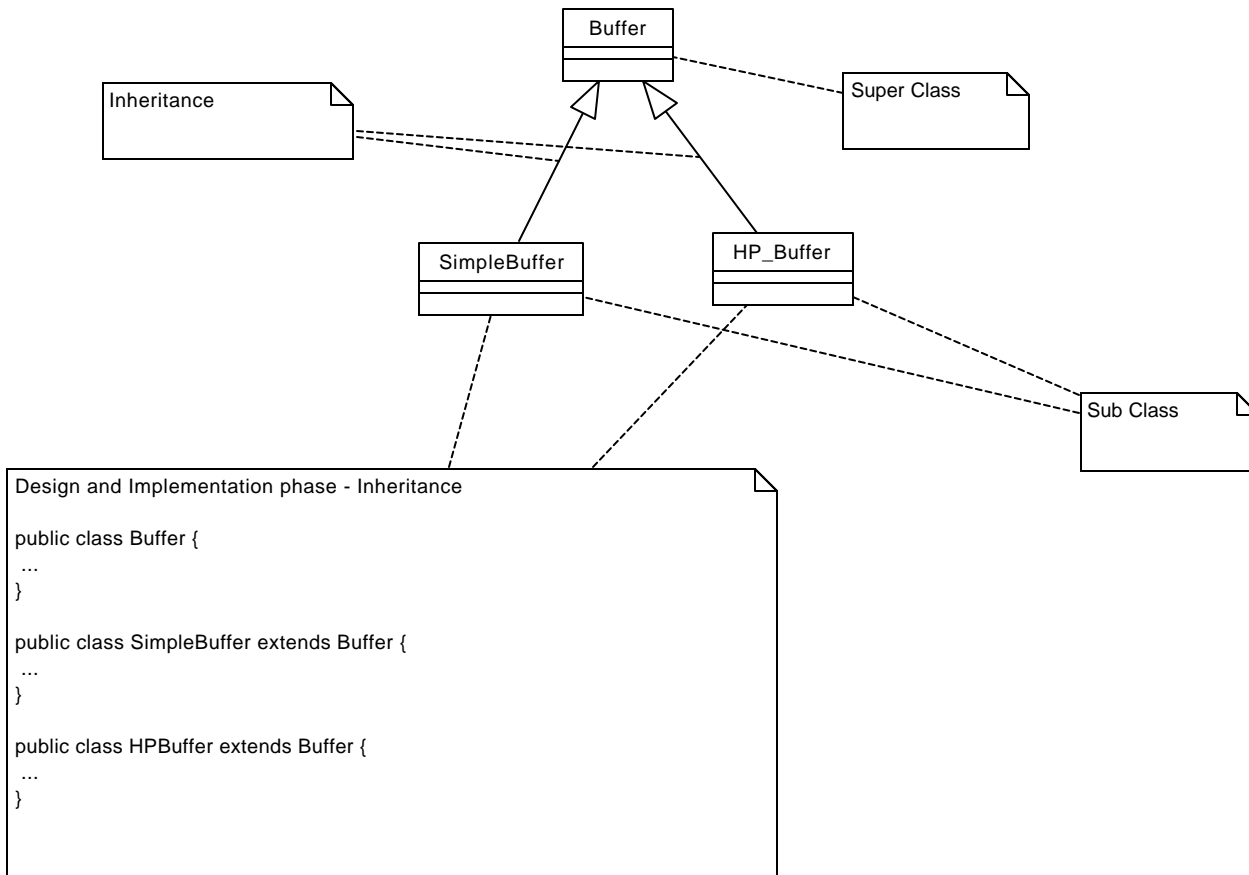 Buffer
Inheritance
Super Class
SimpleBuffer
HP_Buffer
Sub Class
Design and Implementation phase - Inheritance
public class Buffer {
...
}
public class SimpleBuffer extends Buffer {
...
}
public class HPBuffer extends Buffer {
...
}